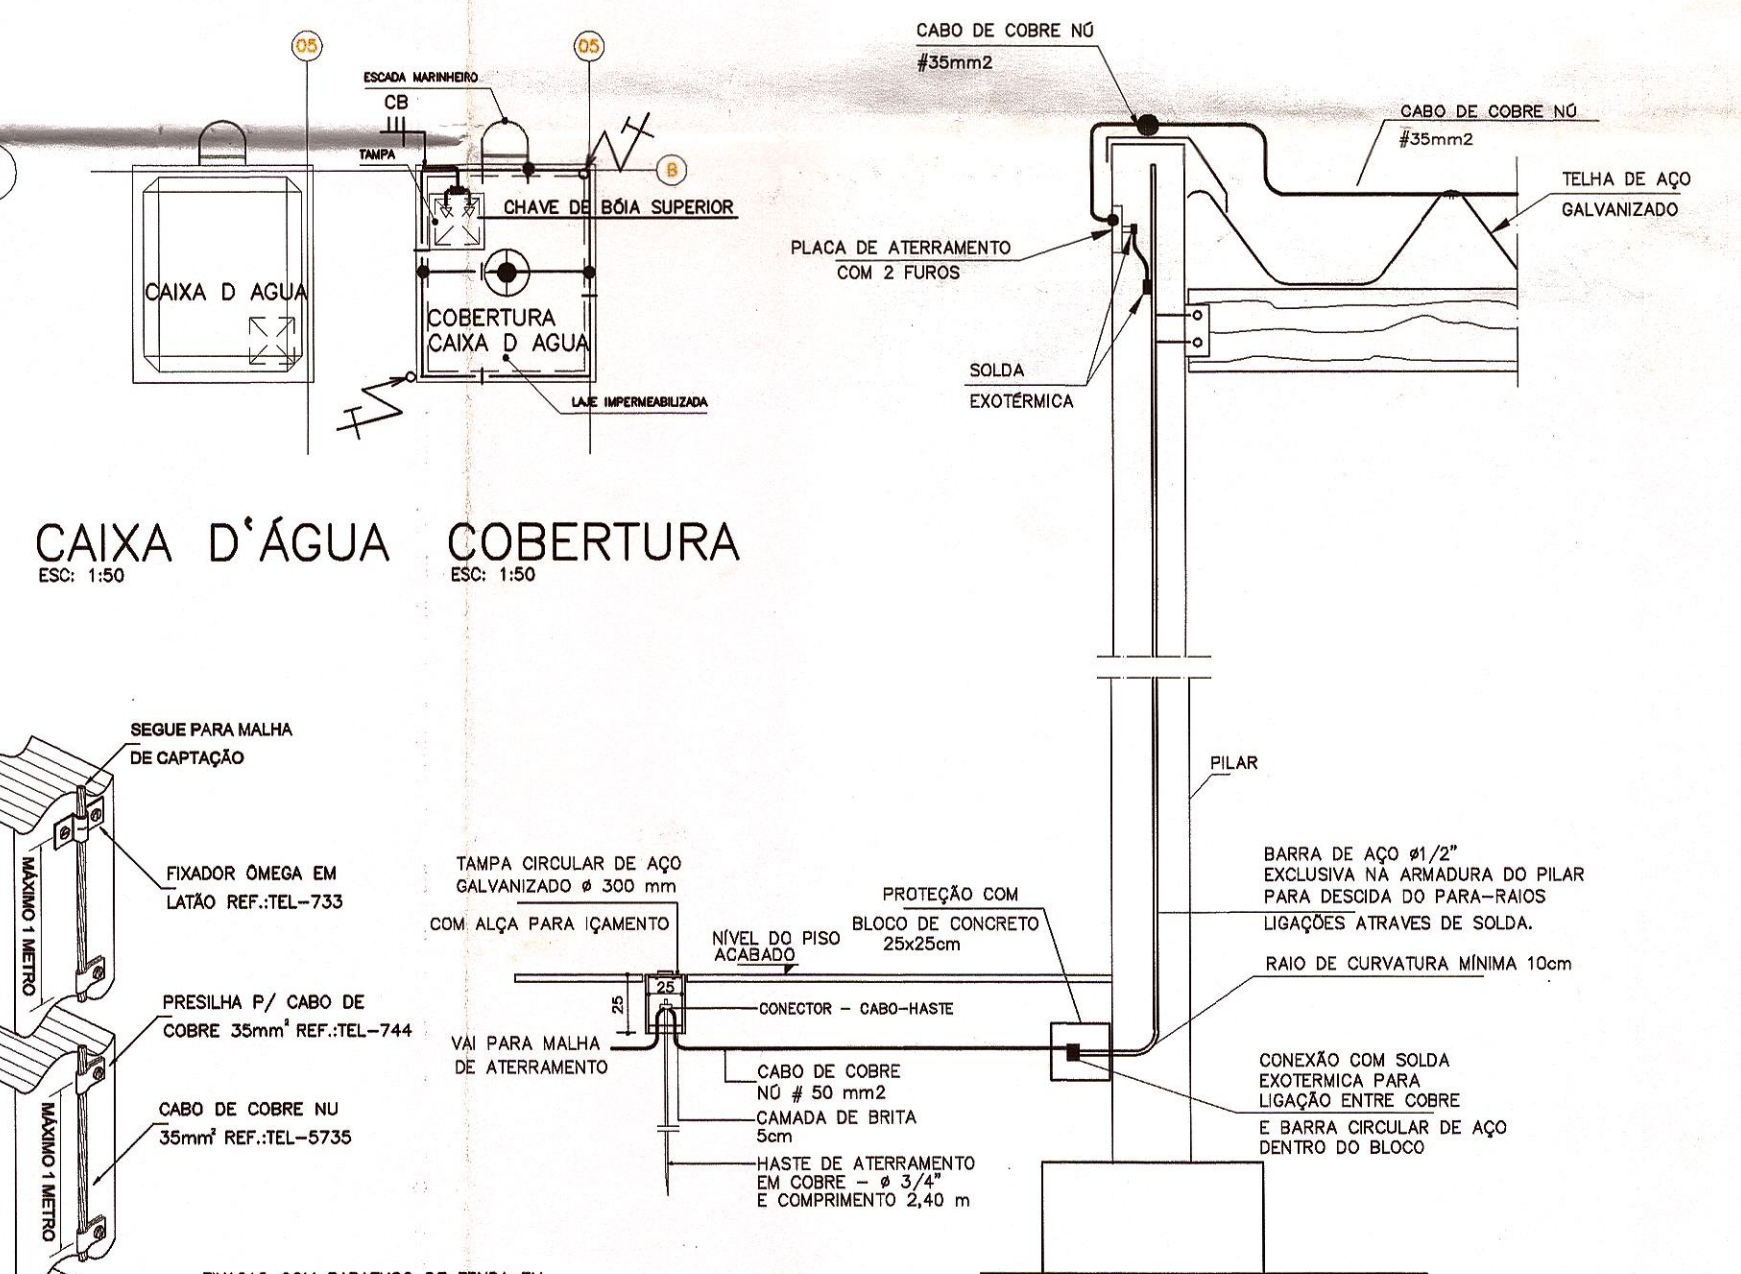 05
05
ESCADA MARINHEIRO
CB
TAMPA
B
CHAVE DE BÓIA SUPERIOR
CAIXA D AGUA
COBERTURA
CAIXA D AGUA
LAJE IMPERMEABILIZADA
CAIXA D'ÁGUA
ESC: 1:50
COBERTURA
ESC: 1:50
CABO DE COBRE NÚ
#35mm2
CABO DE COBRE NÚ
#35mm2
TELHA DE AÇO
GALVANIZADO
PLACA DE ATERRAMENTO
COM 2 FUROS
SOLDA
EXOTÉRMICA
SEGUE PARA MALHA
DE CAPTAÇÃO
FIXADOR ÔMEGA EM
LATÃO REF.:TEL-733
MÁXIMO 1 METRO
PRESILHA P/ CABO DE
COBRE 35mm² REF.:TEL-744
CABO DE COBRE NU
35mm² REF.:TEL-5735
MÁXIMO 1 METRO
TAMPA CIRCULAR DE AÇO
GALVANIZADO ø 300 mm
COM ALÇA PARA IÇAMENTO
NÍVEL DO PISO
ACABADO
PROTEÇÃO COM
BLOCO DE CONCRETO
25x25cm
25
25
CONECTOR - CABO-HASTE
VAI PARA MALHA
DE ATERRAMENTO
CABO DE COBRE
NÚ # 50 mm2
CAMADA DE BRITA
5cm
HASTE DE ATERRAMENTO
EM COBRE - ø 3/4"
E COMPRIMENTO 2,40 m
PILAR
BARRA DE AÇO ø1/2"
EXCLUSIVA NA ARMADURA DO PILAR
PARA DESCIDA DO PARA-RAIOS
LIGAÇÕES ATRAVES DE SOLDA.
RAIO DE CURVATURA MÍNIMA 10cm
CONEXÃO COM SOLDA
EXOTERMICA PARA
LIGAÇÃO ENTRE COBRE
E BARRA CIRCULAR DE AÇO
DENTRO DO BLOCO